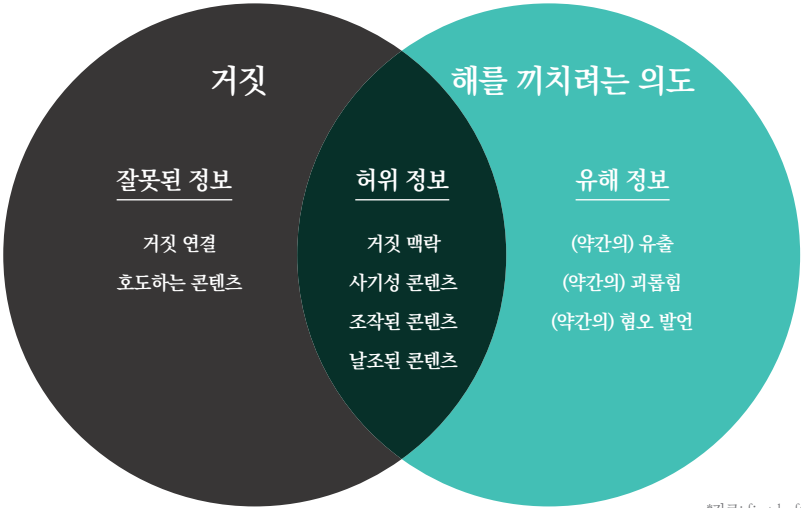 거짓
해를 끼치려는 의도
잘못된 정보
거짓 연결
호도하는 콘텐츠
허위 정보
거짓 맥락
사기성 콘텐츠
조작된 콘텐츠
날조된 콘텐츠
유해 정보
(약간의) 유출
(약간의) 괴롭힘
(약간의) 혐오 발언